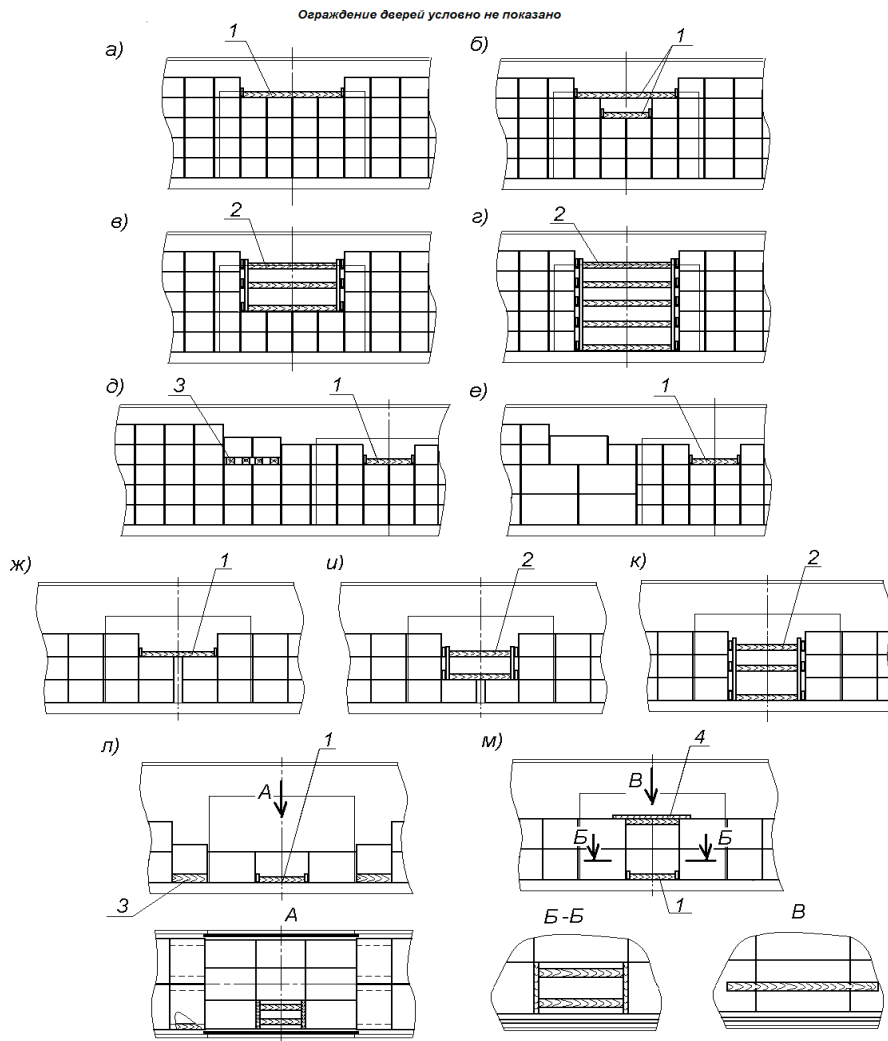 Ограждение дверей условно не показано
а) 1 б) 1
в) 2 г) 2
д) 3 1 е) 1
ж) 1 и) 2 к) 2
л) 1 м) 4
А В
Б Б
3 1
А Б-Б В